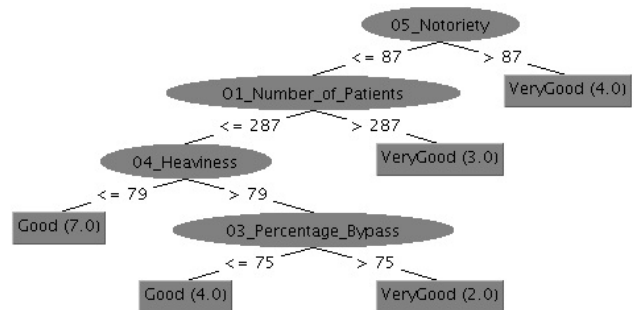 05_Notoriety
<= 87 > 87
01_Number_of_Patients VeryGood (4.0)
<= 287 > 287
04_Heaviness VeryGood (3.0)
<= 79 > 79
Good (7.0) 03_Percentage_Bypass
<= 75 > 75
Good (4.0) VeryGood (2.0)